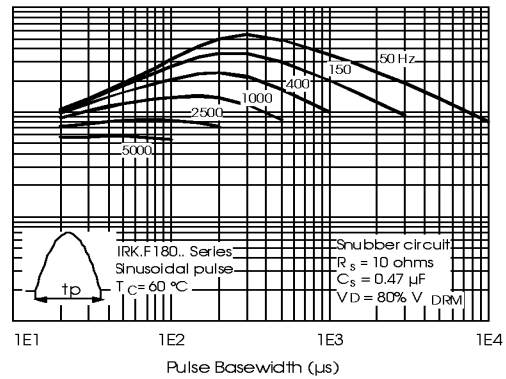 50 Hz
150
400
1000
2500
5000
tp
IRK.F180.. Series
Sinusoidal pulse
T C= 60 °C
Snubber circuit
R s = 10 ohms
C s = 0.47 µF
V D = 80% V DRM
1E1 1E2 1E3 1E4
Pulse Basewidth (µs)